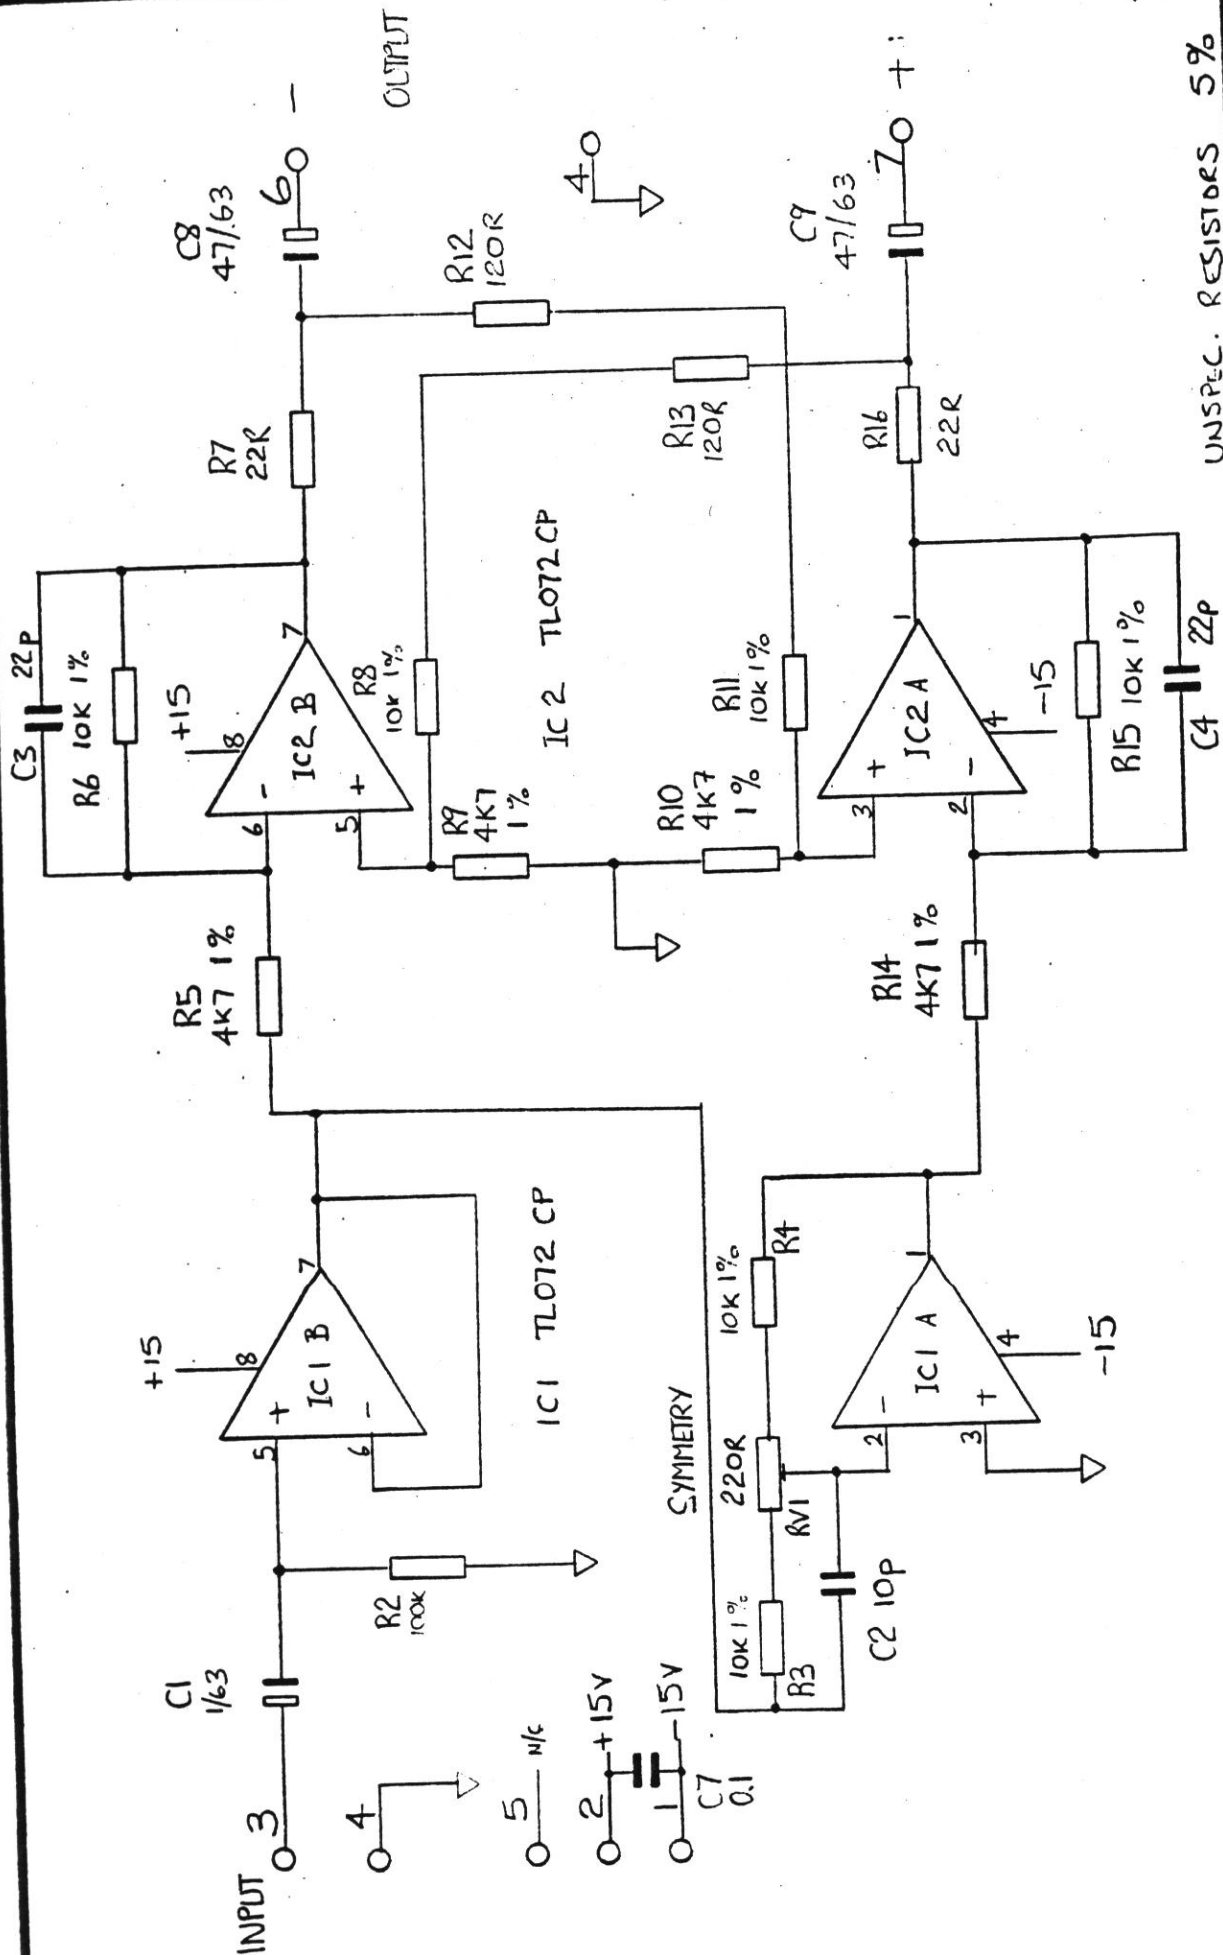 INPUT
3
C1
1/63
R2
100K
4
5
N/C
2
+15V
1
-15V
C7
0.1
+15
8
5
+
IC1 B
6
-
7
IC1 TL072 CP
SYMMETRY
10K 1%
R3
220R
RV1
10K 1%
R4
C2 10p
2
-
IC1 A
3
+
1
4
-15
R5
4K7 1%
C3 22p
R6 10K 1%
+15
8
6
-
IC2 B
5
+
7
R7
22R
C8
47/63
6
-
OUTPUT
R8
10K 1%
R9
4K7
1%
IC2 TL072CP
R12
120R
R13
120R
4
R10
4K7
1%
R11
10K 1%
R14
4K7 1%
3
+
IC2 A
2
-
1
4
-15
R15 10K 1%
C4 22p
R16
22R
C9
47/63
7
+
UNSPEC. RESISTORS 5%